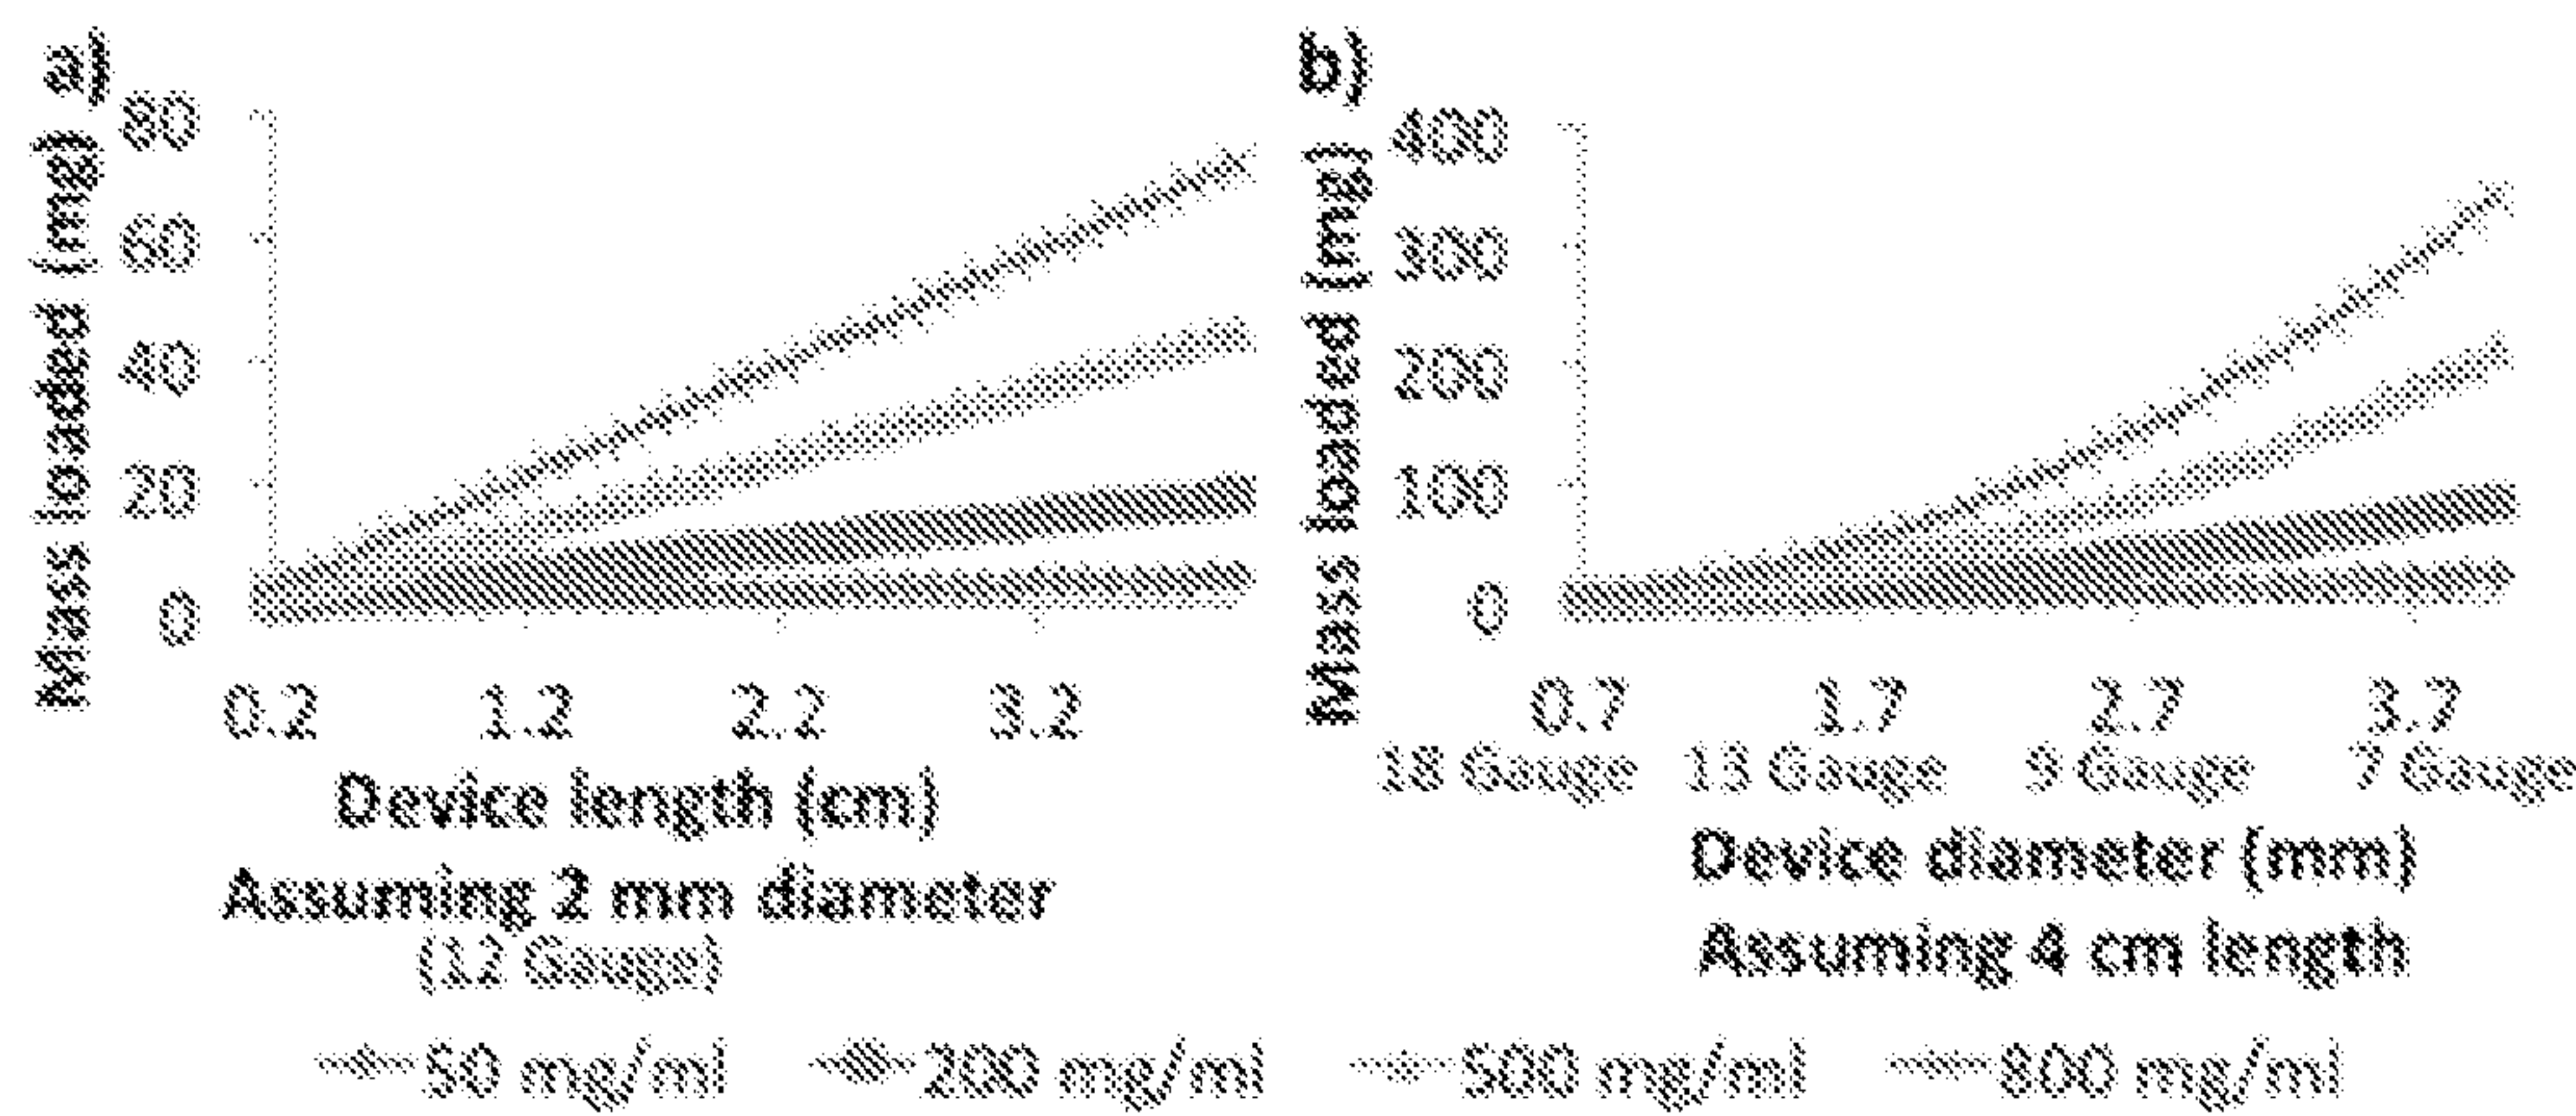 a)
Mass loaded (mg)
80
60
40
20
0
0.2 1.2 2.2 3.2
Device length (cm)
Assuming 2 mm diameter
(12 Gauge)
b)
Mass loaded (mg)
400
300
200
100
0
0.7 1.7 2.7 3.7
18 Gauge 13 Gauge 9 Gauge 7 Gauge
Device diameter (mm)
Assuming 4 cm length
50 mg/ml 200 mg/ml 500 mg/ml 800 mg/ml